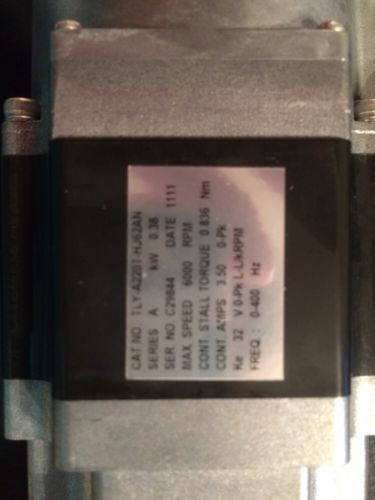 CAT NO. TLY-A220T-HJ62AN
SERIES A kW 0.38
SER. NO. C29844 DATE 1111
MAX. SPEED 6000 RPM
CONT. STALL TORQUE 0.836 Nm
CONT. AMPS 3.50 0-Pk
Ke 32 V 0-Pk L-L/kRPM
FREQ : 0-400 Hz